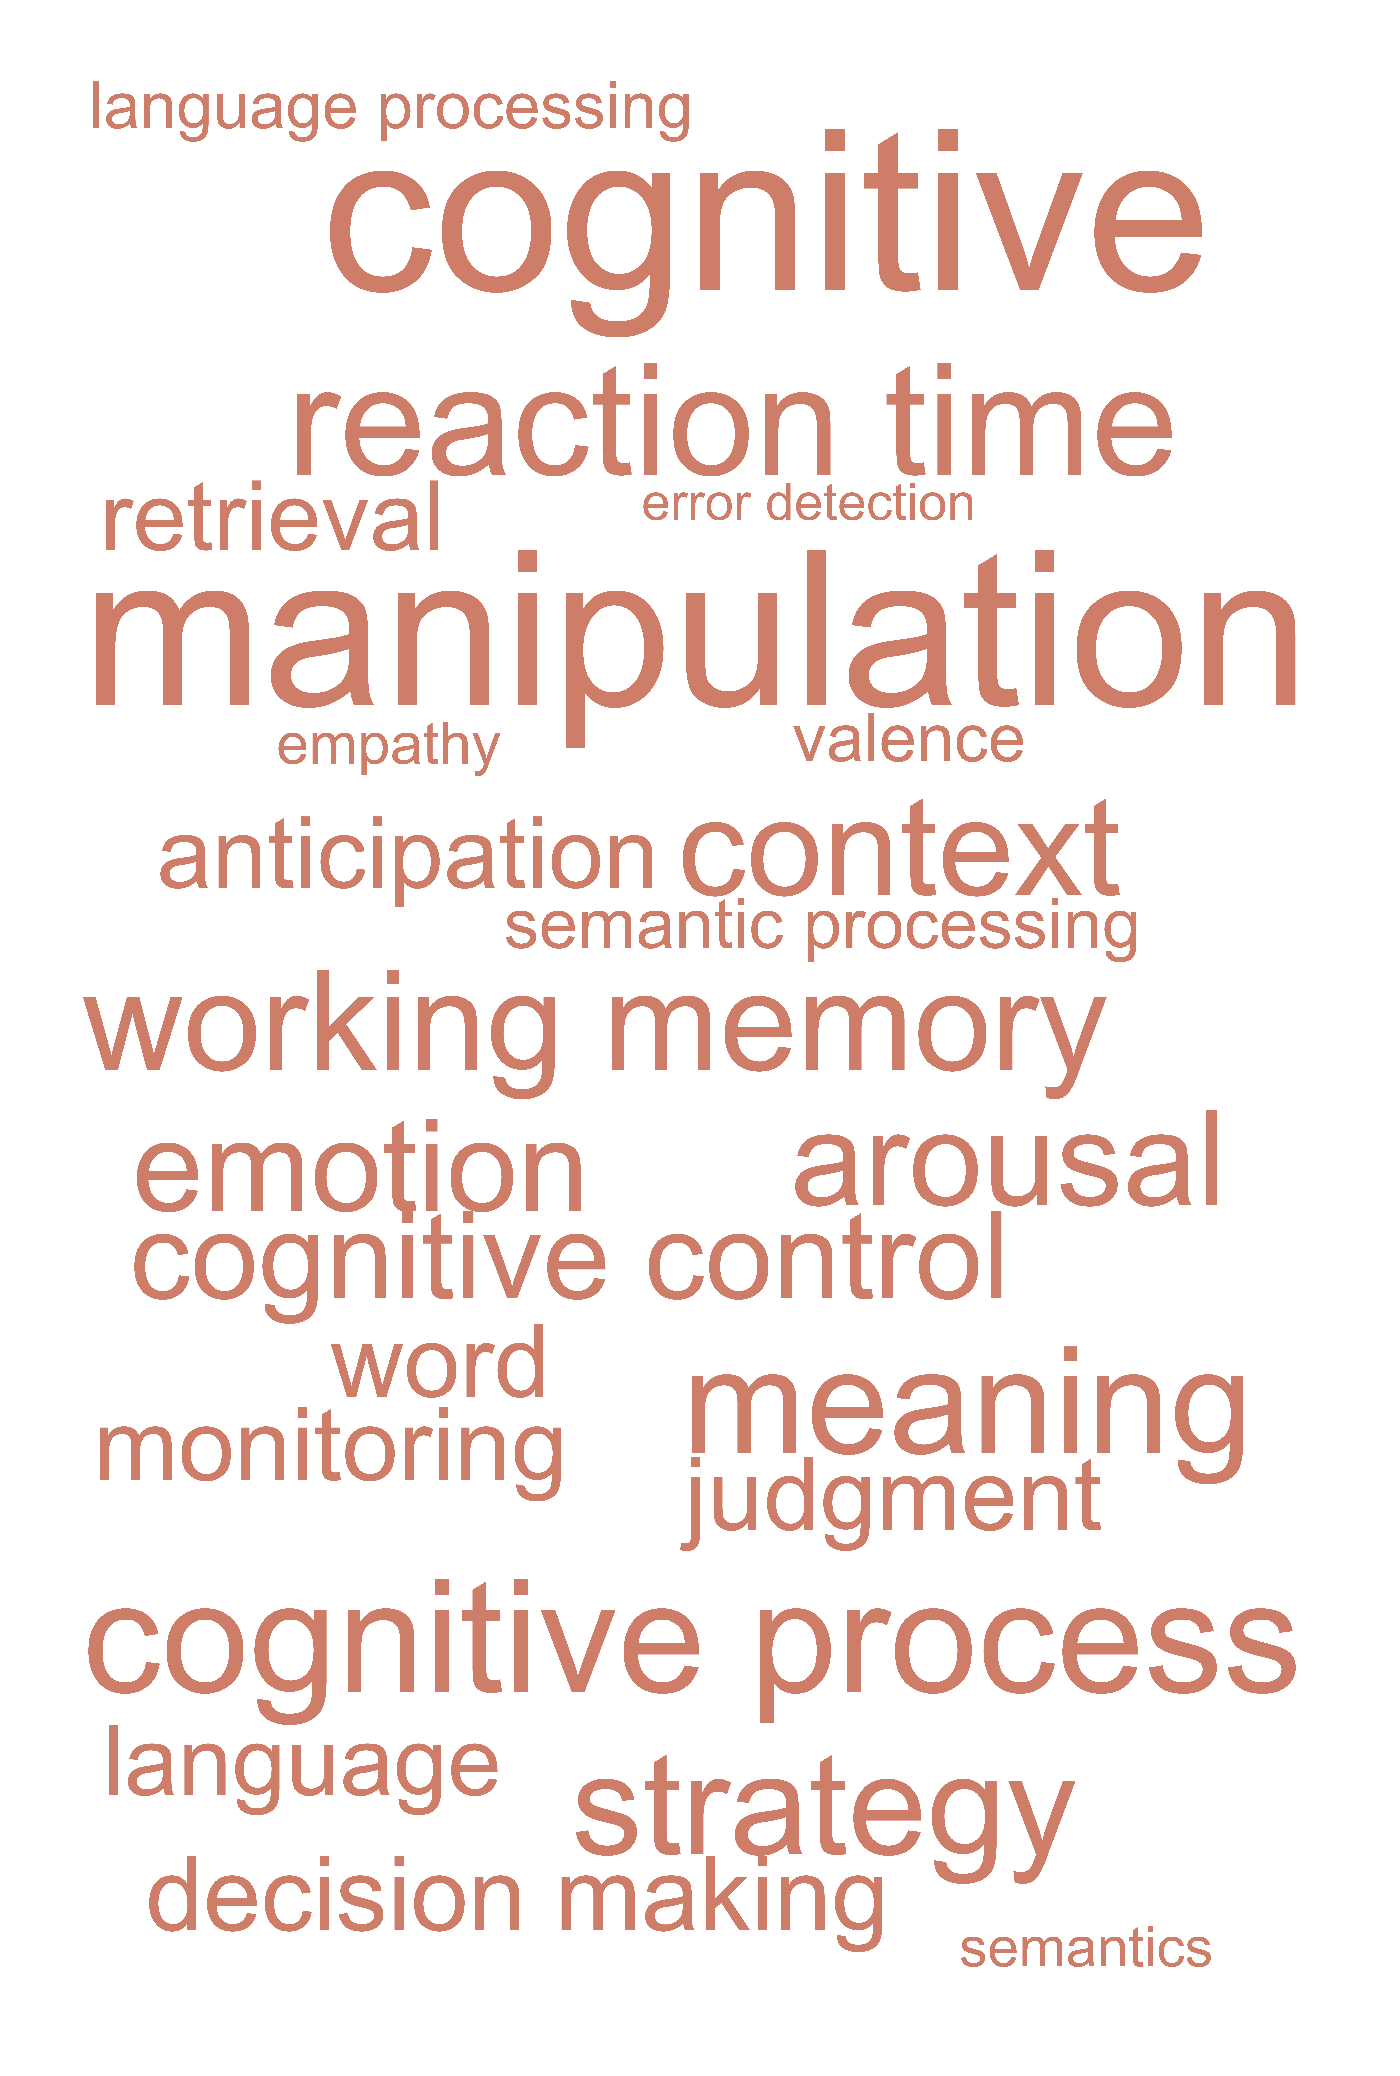 language processing
cognitive
reaction time
retrieval
error detection
manipulation
empathy
valence
anticipation
context
semantic processing
working memory
emotion
arousal
cognitive control
word
meaning
monitoring
judgment
cognitive process
language
strategy
decision making
semantics